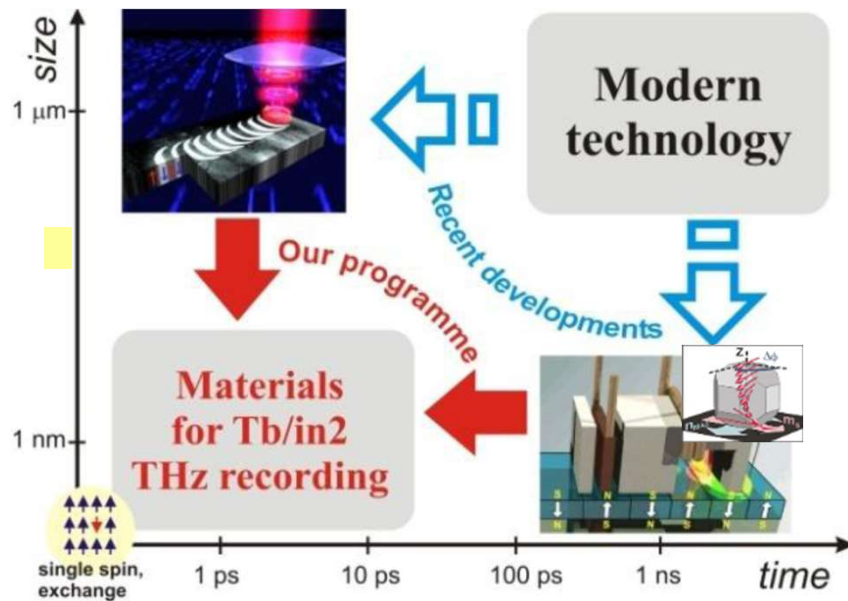 size
1 μm
1 nm
Modern
technology
Recent developments
Our programme
Materials
for Tb/in2
THz recording
Z
Δϕ
S N S N S N
N S N S N S
single spin,
exchange
1 ps
10 ps
100 ps
1 ns
time